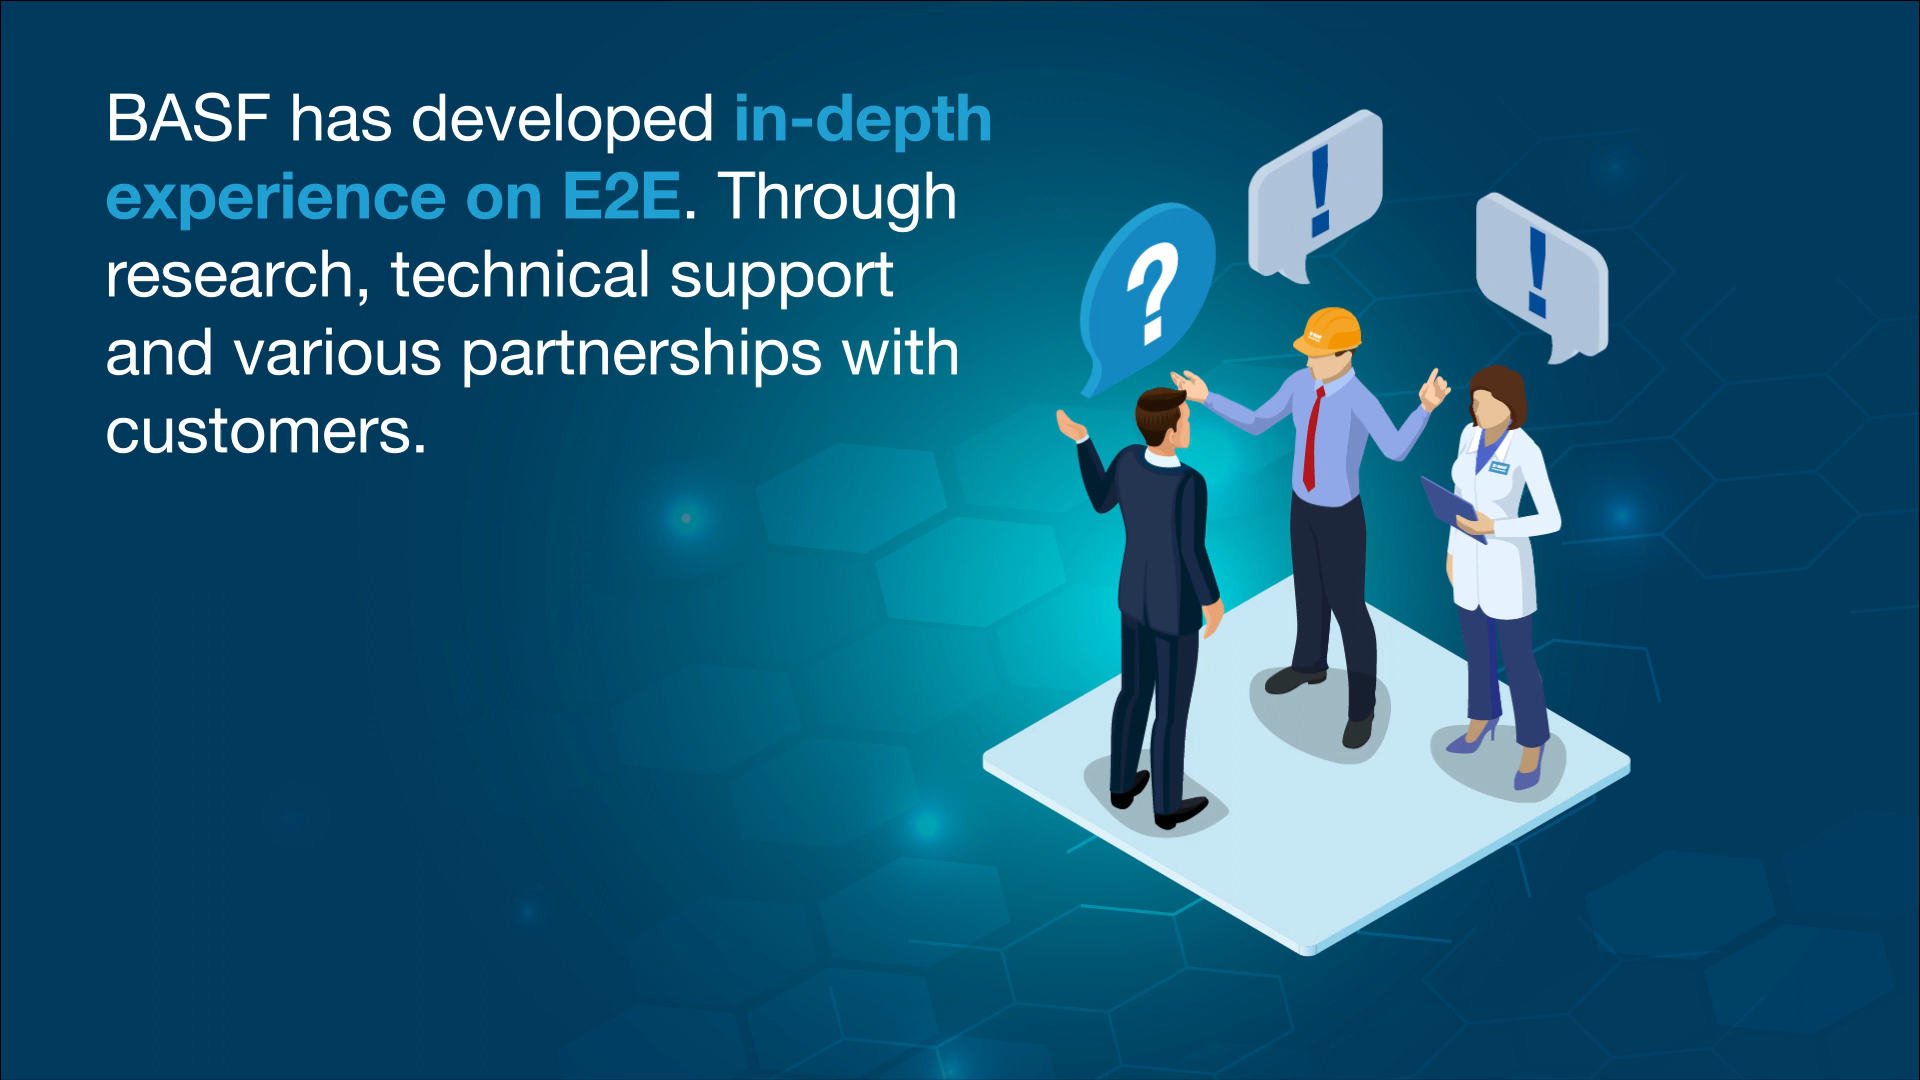 BASF has developed in-depth
experience on E2E. Through
research, technical support
and various partnerships with
customers.
?
!
!